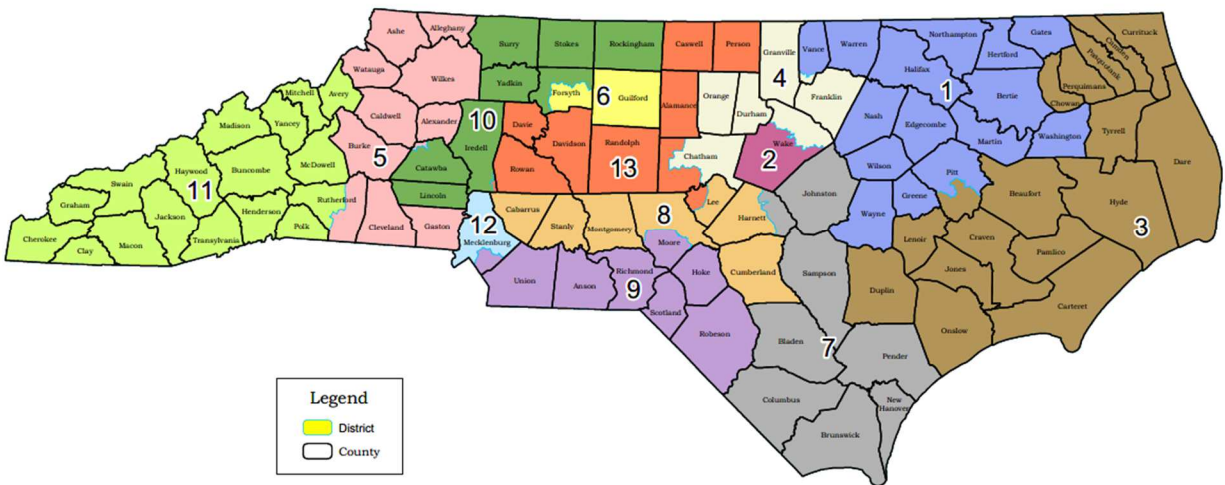 Ashe
Alleghany
Surry
Stokes
Rockingham
Caswell
Person
Granville
Vance
Warren
Northampton
Gates
Hertford
Camden
Currituck
Pasquotank
Perquimans
Chowan
Watauga
Wilkes
Yadkin
Forsyth
6
Guilford
Alamance
Orange
Durham
4
Franklin
Halifax
1
Bertie
Mitchell
Avery
Caldwell
Alexander
10
Iredell
Davie
Davidson
Randolph
13
Chatham
Wake
2
Nash
Edgecombe
Martin
Washington
Tyrrell
Dare
Madison
Yancey
Burke
5
Catawba
Rowan
Wilson
Pitt
Haywood
11
Buncombe
McDowell
Lincoln
Swain
Graham
Jackson
Henderson
Rutherford
Polk
Cleveland
Gaston
12
Mecklenburg
Cabarrus
Stanly
Montgomery
8
Moore
Lee
Harnett
Johnston
Wayne
Greene
Beaufort
Hyde
3
Cherokee
Clay
Macon
Transylvania
Union
Anson
Richmond
9
Hoke
Scotland
Cumberland
Sampson
Lenoir
Craven
Pamlico
Jones
Duplin
Carteret
Onslow
Robeson
Bladen
7
Pender
Columbus
New
Hanover
Brunswick
Legend
District
County